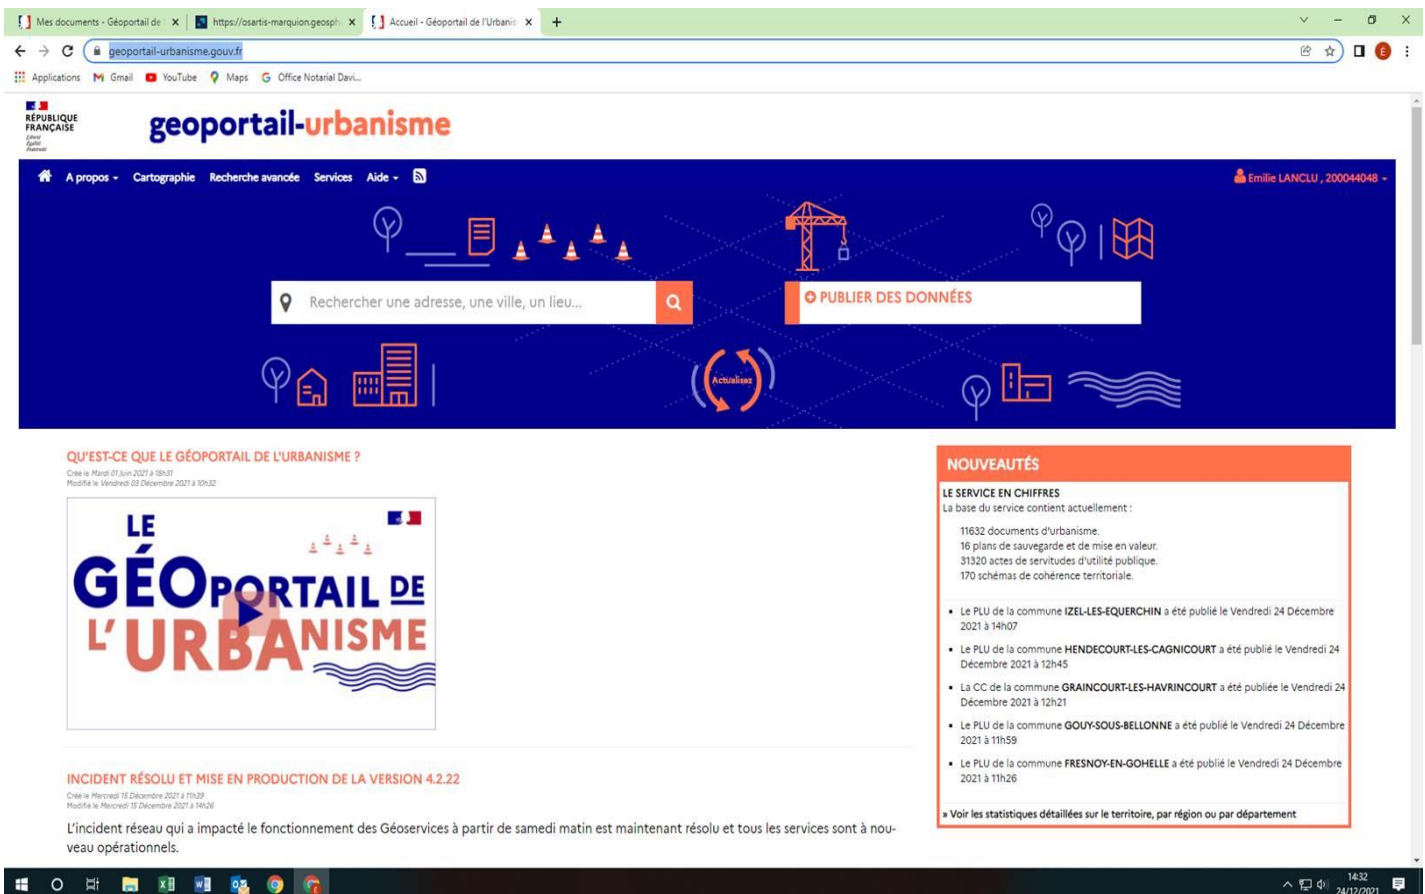 Mes documents - Géoportail de l
https://osartis-marquion.geosph
Accueil - Géoportail de l'Urbanis
geoportail-urbanisme.gouv.fr
É
Applications Gmail YouTube Maps Office Notarial Davi...
RÉPUBLIQUE
FRANÇAISE
Liberté
Égalité
Fraternité
geoportail-urbanisme
A propos Cartographie Recherche avancée Services Aide
Emilie LANCLU , 200044048
Rechercher une adresse, une ville, un lieu...
PUBLIER DES DONNÉES
Actualisez
QU'EST-CE QUE LE GÉOPORTAIL DE L'URBANISME ?
Créé le Mardi 01 Juin 2021 à 18h31
Modifié le Vendredi 03 Décembre 2021 à 10h32
LE
GÉOPORTAIL DE
L'URBANISME
INCIDENT RÉSOLU ET MISE EN PRODUCTION DE LA VERSION 4.2.22
Créé le Mercredi 15 Décembre 2021 à 11h39
Modifié le Mercredi 15 Décembre 2021 à 14h26
L'incident réseau qui a impacté le fonctionnement des Géoservices à partir de samedi matin est maintenant résolu et tous les services sont à nou-
veau opérationnels.
NOUVEAUTÉS
LE SERVICE EN CHIFFRES
La base du service contient actuellement :
11632 documents d'urbanisme.
16 plans de sauvegarde et de mise en valeur.
31320 actes de servitudes d'utilité publique.
170 schémas de cohérence territoriale.
Le PLU de la commune IZEL-LES-EQUERCHIN a été publié le Vendredi 24 Décembre
2021 à 14h07
Le PLU de la commune HENDECOURT-LES-CAGNICOURT a été publié le Vendredi 24
Décembre 2021 à 12h45
La CC de la commune GRAINCOURT-LES-HAVRINCOURT a été publiée le Vendredi 24
Décembre 2021 à 12h21
Le PLU de la commune GOUY-SOUS-BELLONNE a été publié le Vendredi 24 Décembre
2021 à 11h59
Le PLU de la commune FRESNOY-EN-GOHELLE a été publié le Vendredi 24 Décembre
2021 à 11h26
» Voir les statistiques détaillées sur le territoire, par région ou par département
14:32
24/12/2021